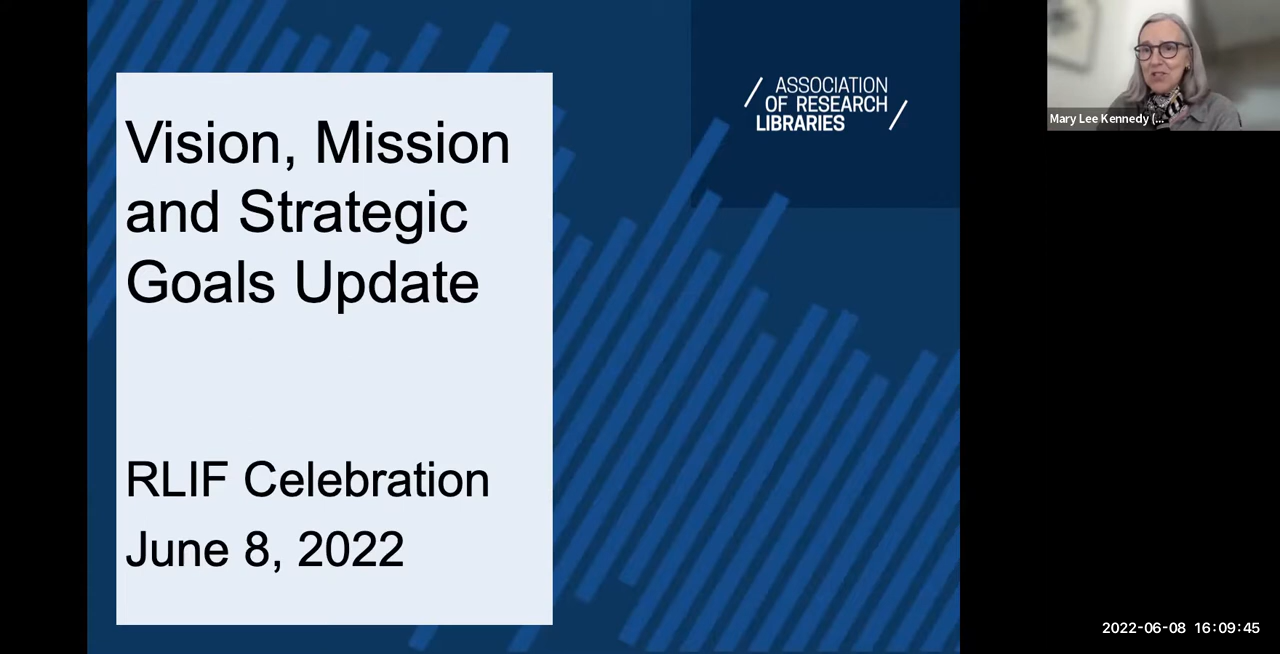 Vision, Mission
and Strategic
Goals Update
RLIF Celebration
June 8, 2022
ASSOCIATION
OF RESEARCH
LIBRARIES
Mary Lee Kennedy (...
2022-06-08 16:09:45